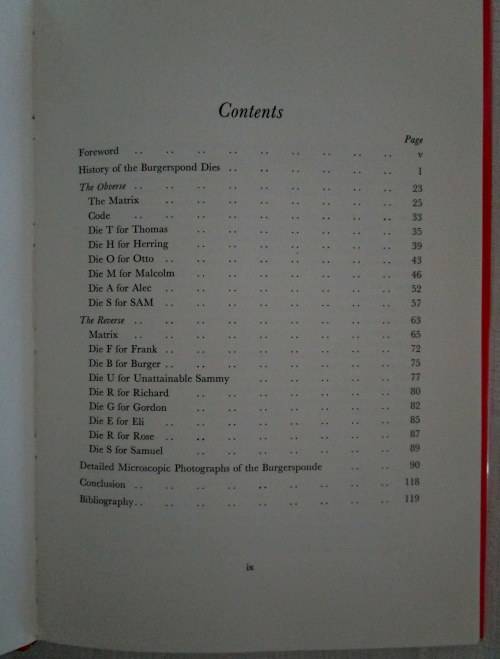 Contents
Page
Foreword .. .. .. .. .. .. .. .. .. v
History of the Burgerspond Dies .. .. .. .. .. .. 1
The Obverse .. .. .. .. .. .. .. .. .. 23
The Matrix .. .. .. .. .. .. .. .. 25
Code .. .. .. .. .. .. .. .. .. 33
Die T for Thomas .. .. .. .. .. .. .. 35
Die H for Herring .. .. .. .. .. .. .. 39
Die O for Otto .. .. .. .. .. .. .. .. 43
Die M for Malcolm .. .. .. .. .. .. .. 46
Die A for Alec .. .. .. .. .. .. .. .. 52
Die S for SAM .. .. .. .. .. .. .. .. 57
The Reverse .. .. .. .. .. .. .. .. .. 63
Matrix .. .. .. .. .. .. .. .. .. 65
Die F for Frank .. .. .. .. .. .. .. .. 72
Die B for Burger .. .. .. .. .. .. .. .. 75
Die U for Unattainable Sammy .. .. .. .. .. 77
Die R for Richard .. .. .. .. .. .. .. 80
Die G for Gordon .. .. .. .. .. .. .. 82
Die E for Eli .. .. .. .. .. .. .. .. 85
Die R for Rose .. .. .. .. .. .. .. .. 87
Die S for Samuel .. .. .. .. .. .. .. 89
Detailed Microscopic Photographs of the Burgersponde .. .. 90
Conclusion .. .. .. .. .. .. .. .. .. 118
Bibliography .. .. .. .. .. .. .. .. .. 119
ix